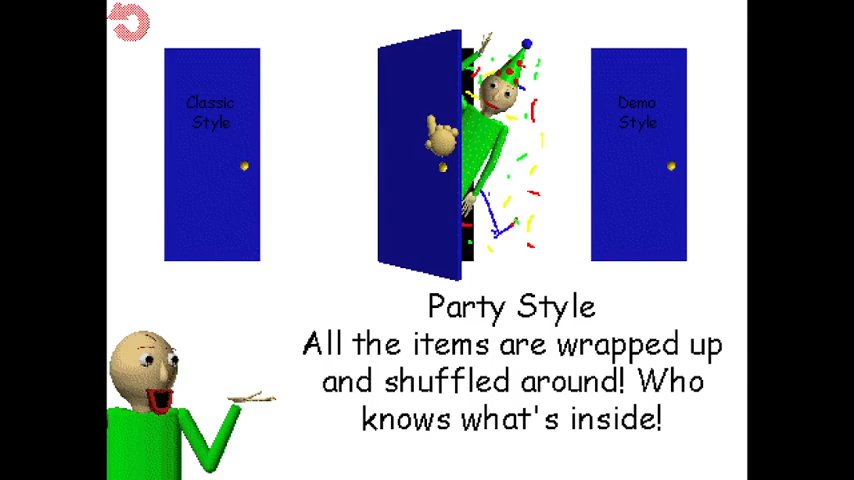 Classic
Style
Demo
Style
Party Style
All the items are wrapped up
and shuffled around! Who
knows what's inside!